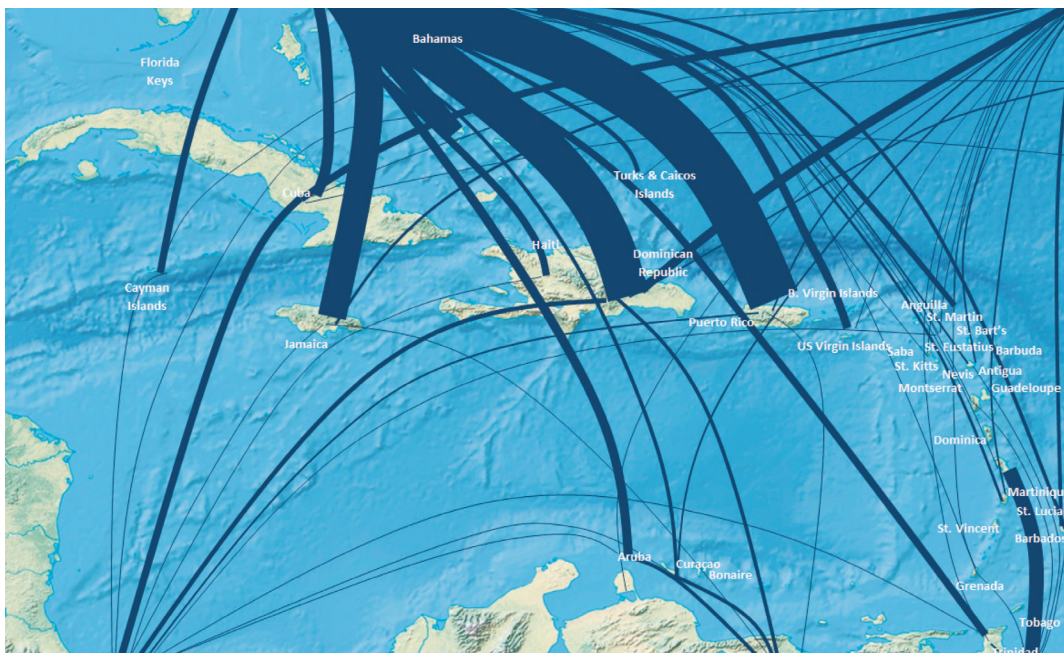 Bahamas
Florida
Keys
Turks & Caicos
Islands
Cuba
Haiti
Dominican
Republic
Cayman
Islands
B. Virgin Islands
Anguilla
St. Martin
Puerto Rico
St. Bart's
Jamaica
US Virgin Islands
Saba
St. Eustatius
Barbuda
St. Kitts
Nevis
Antigua
Montserrat
Guadeloupe
Dominica
Martiniqu
St. Lucia
St. Vincent
Barbados
Aruba
Curaçao
Bonaire
Grenada
Tobago
Trinidad